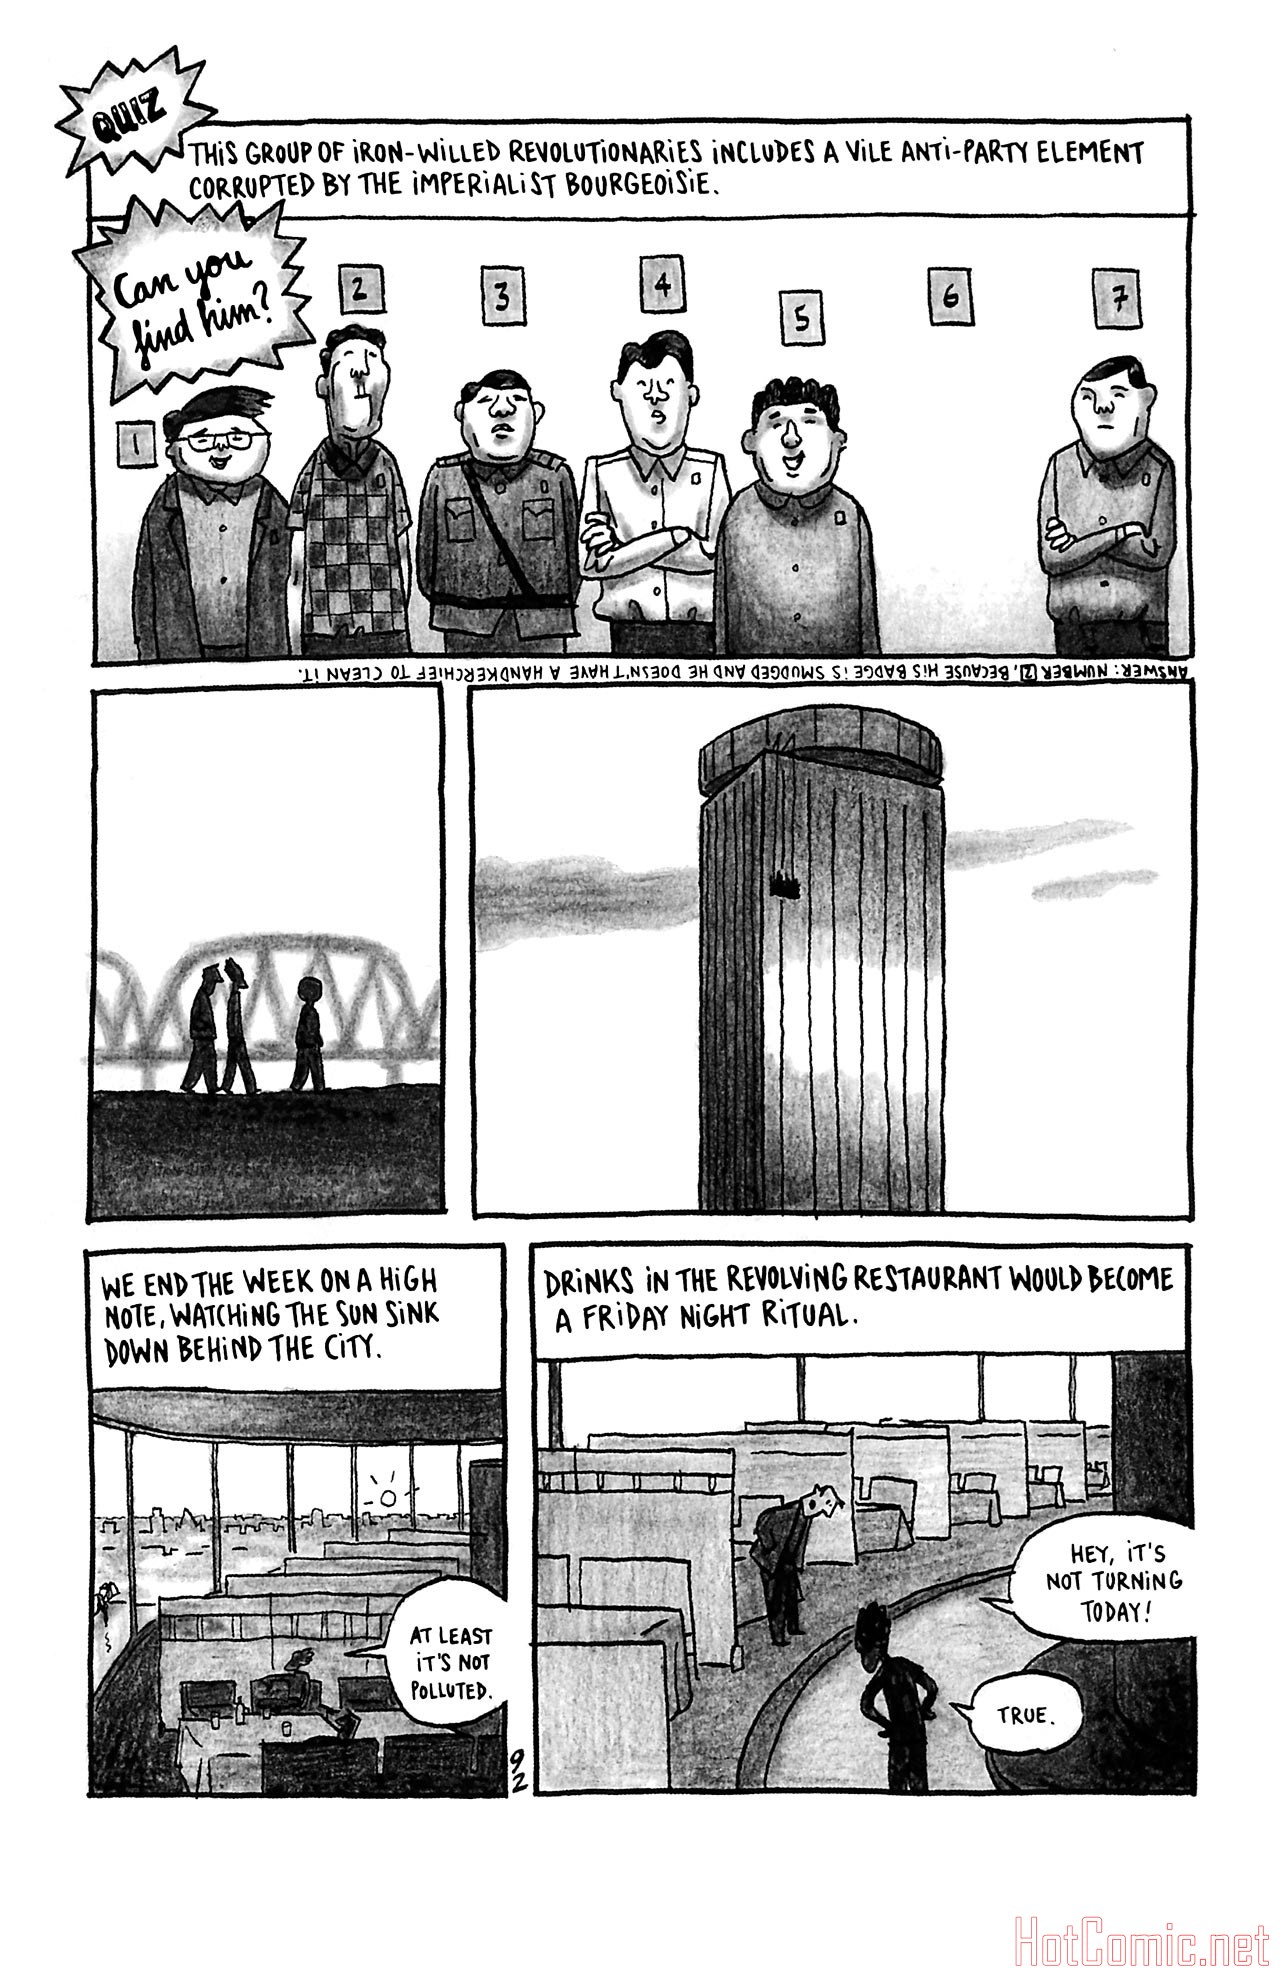 QUIZ
THIS GROUP OF IRON-WILLED REVOLUTIONARIES INCLUDES A VILE ANTI-PARTY ELEMENT
CORRUPTED BY THE IMPERIALIST BOURGEOISIE.
Can you
find him?
1
2
3
4
5
6
7
ANSWER: NUMBER 2, BECAUSE HIS BADGE IS SMUDGED AND HE DOESN'T HAVE A HANDKERCHIEF TO CLEAN IT.
WE END THE WEEK ON A HIGH
NOTE, WATCHING THE SUN SINK
DOWN BEHIND THE CITY.
AT LEAST
IT'S NOT
POLLUTED.
DRINKS IN THE REVOLVING RESTAURANT WOULD BECOME
A FRIDAY NIGHT RITUAL.
HEY, IT'S
NOT TURNING
TODAY!
TRUE.
92
HotComic.net